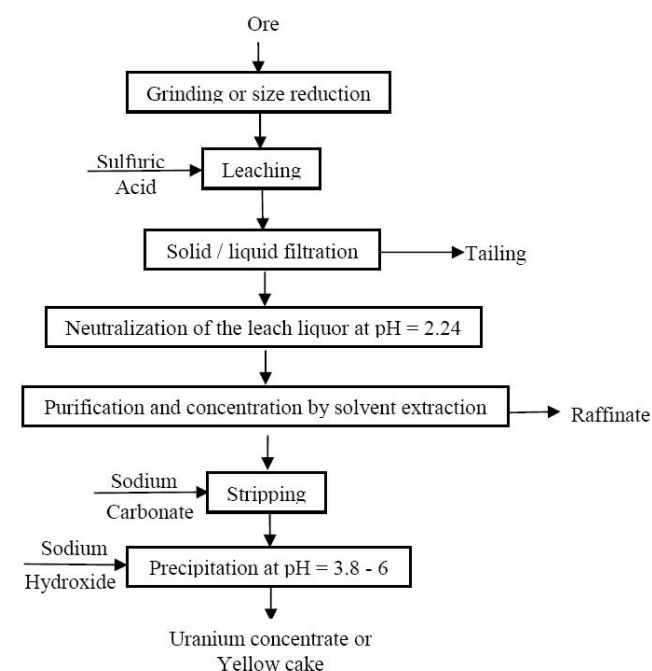 Ore
Grinding or size reduction
Sulfuric
Acid
Leaching
Solid / liquid filtration
Tailing
Neutralization of the leach liquor at pH = 2.24
Purification and concentration by solvent extraction
Raffinate
Sodium
Carbonate
Stripping
Sodium
Hydroxide
Precipitation at pH = 3.8 - 6
Uranium concentrate or
Yellow cake